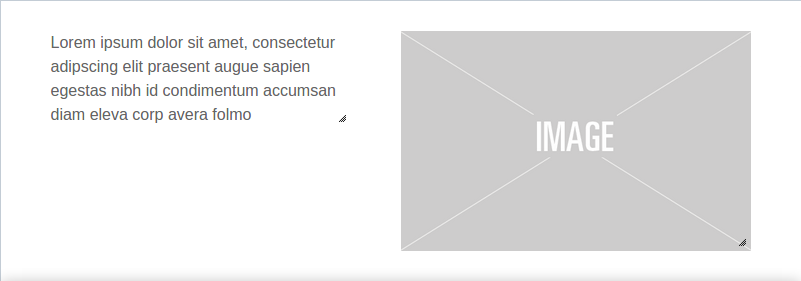 Lorem ipsum dolor sit amet, consectetur
adipscing elit praesent augue sapien
egestas nibh id condimentum accumsan
diam eleva corp avera folmo
IMAGE